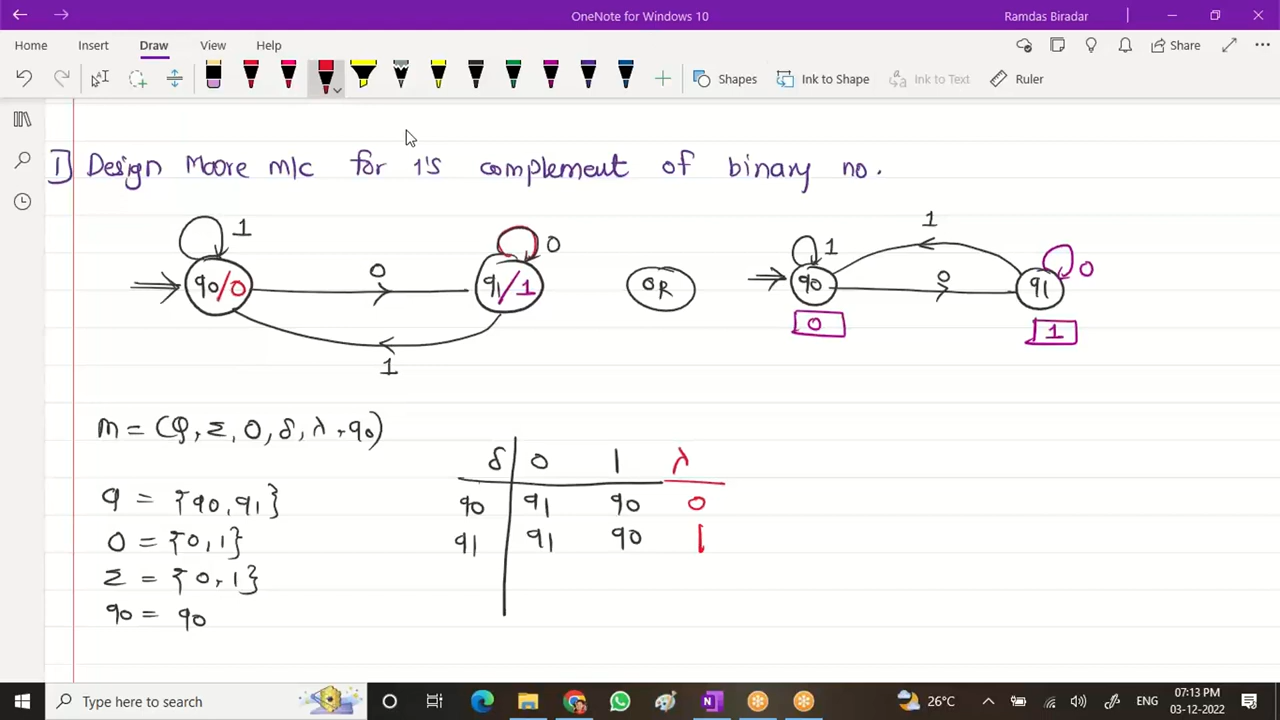 OneNote for Windows 10
Ramdas Biradar
Home Insert Draw View Help
Share
Shapes Ink to Shape Ink to Text Ruler
1] Design Moore m/c for 1's complement of binary no.
1 0 1
1 0
q0/0 0 q1/1 OR q0 0 q1
0 1
1
m = (Q, Σ, O, δ, λ, q0)
δ 0 1 λ
q = {q0, q1}
q0 q1 q0 0
O = {0, 1}
q1 q1 q0 1
Σ = {0, 1}
q0 = q0
Type here to search
26°C
ENG
07:13 PM
03-12-2022